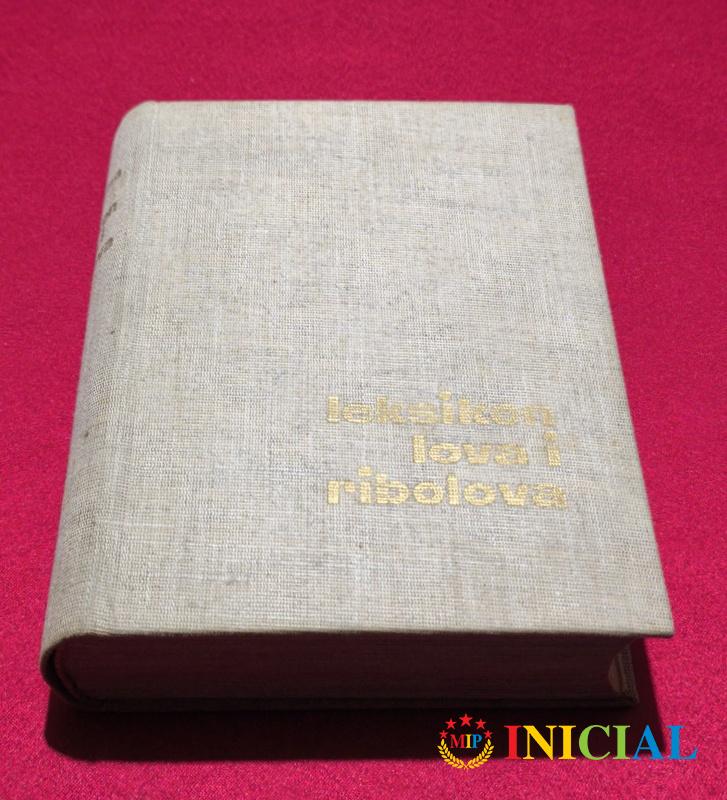 leksikon
lova i
ribolova
MIP INICIAL